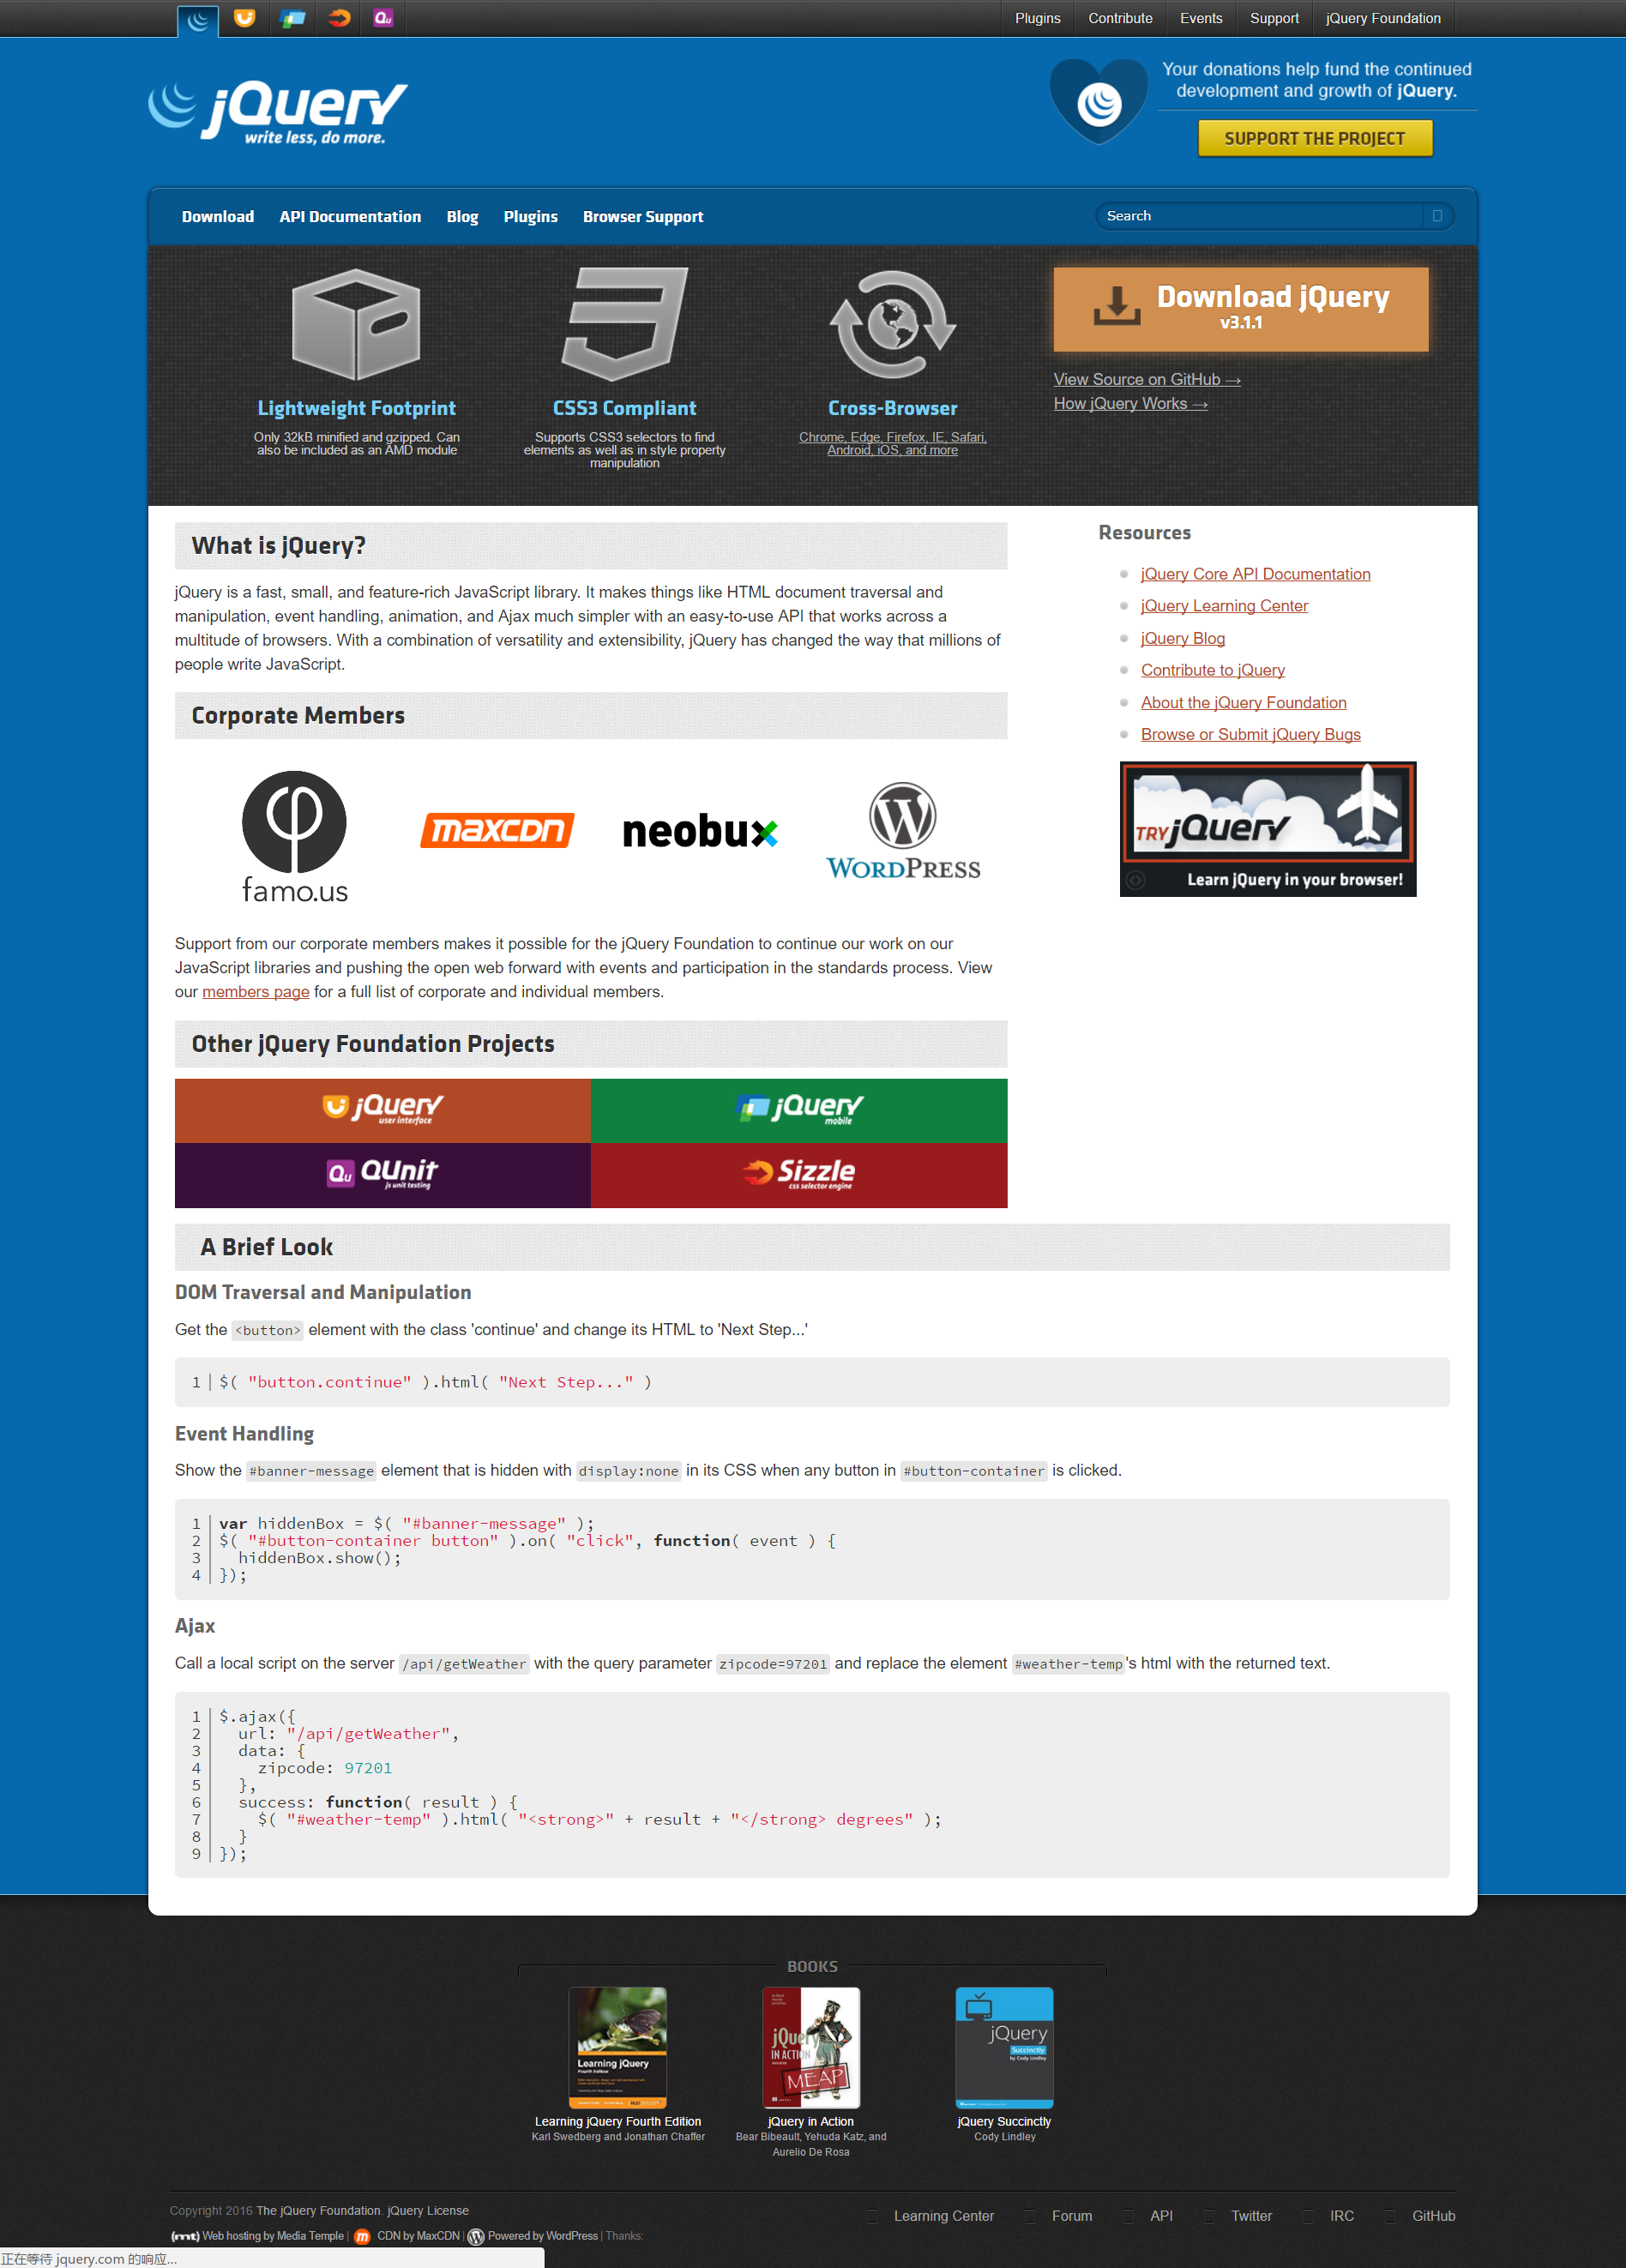 Plugins Contribute Events Support jQuery Foundation
jQuery
write less, do more.
Your donations help fund the continued
development and growth of jQuery.
SUPPORT THE PROJECT
Download API Documentation Blog Plugins Browser Support
Search
Lightweight Footprint
Only 32kB minified and gzipped. Can
also be included as an AMD module
CSS3 Compliant
Supports CSS3 selectors to find
elements as well as in style property
manipulation
Cross-Browser
Chrome, Edge, Firefox, IE, Safari,
Android, iOS, and more
Download jQuery
v3.1.1
View Source on GitHub →
How jQuery Works →
What is jQuery?
jQuery is a fast, small, and feature-rich JavaScript library. It makes things like HTML document traversal and
manipulation, event handling, animation, and Ajax much simpler with an easy-to-use API that works across a
multitude of browsers. With a combination of versatility and extensibility, jQuery has changed the way that millions of
people write JavaScript.
Corporate Members
famo.us
maxcdn
neobux
WORDPRESS
Support from our corporate members makes it possible for the jQuery Foundation to continue our work on our
JavaScript libraries and pushing the open web forward with events and participation in the standards process. View
our members page for a full list of corporate and individual members.
Resources
jQuery Core API Documentation
jQuery Learning Center
jQuery Blog
Contribute to jQuery
About the jQuery Foundation
Browse or Submit jQuery Bugs
TRY jQuery
Learn jQuery in your browser!
Other jQuery Foundation Projects
jQuery
user interface
jQuery
mobile
Qu QUnit
js unit testing
Sizzle
css selector engine
A Brief Look
DOM Traversal and Manipulation
Get the <button> element with the class 'continue' and change its HTML to 'Next Step...'
1 $( "button.continue" ).html( "Next Step..." )
Event Handling
Show the #banner-message element that is hidden with display:none in its CSS when any button in #button-container is clicked.
1 var hiddenBox = $( "#banner-message" );
2 $( "#button-container button" ).on( "click", function( event ) {
3   hiddenBox.show();
4 });
Ajax
Call a local script on the server /api/getWeather with the query parameter zipcode=97201 and replace the element #weather-temp's html with the returned text.
1 $.ajax({
2   url: "/api/getWeather",
3   data: {
4     zipcode: 97201
5   },
6   success: function( result ) {
7     $( "#weather-temp" ).html( "<strong>" + result + "</strong> degrees" );
8   }
9 });
BOOKS
Learning jQuery
Fourth Edition
jQuery
IN ACTION
MEAP
jQuery
Succinctly
by Cody Lindley
Learning jQuery Fourth Edition
Karl Swedberg and Jonathan Chaffer
jQuery in Action
Bear Bibeault, Yehuda Katz, and
Aurelio De Rosa
jQuery Succinctly
Cody Lindley
Copyright 2016 The jQuery Foundation. jQuery License
(mt) Web hosting by Media Temple | m CDN by MaxCDN | Powered by WordPress | Thanks:
Learning Center Forum API Twitter IRC GitHub
正在等待 jquery.com 的响应...